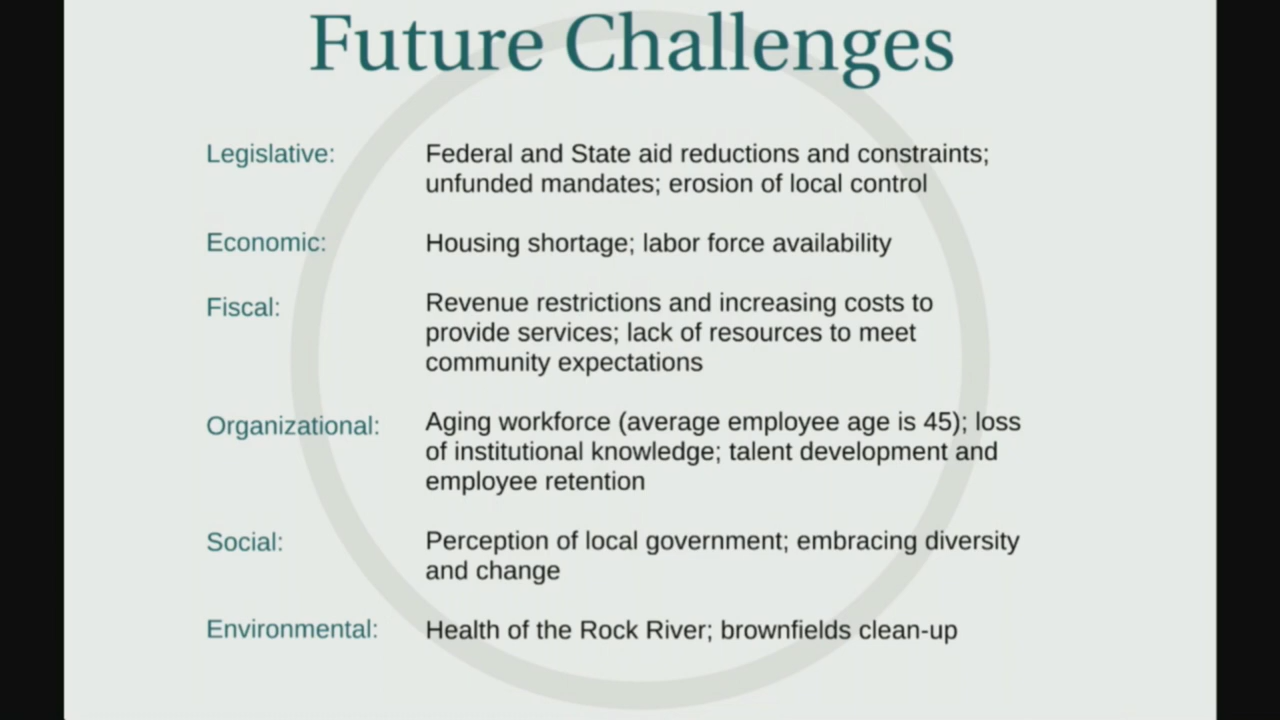 Future Challenges
Legislative: Federal and State aid reductions and constraints;
unfunded mandates; erosion of local control
Economic: Housing shortage; labor force availability
Fiscal: Revenue restrictions and increasing costs to
provide services; lack of resources to meet
community expectations
Organizational: Aging workforce (average employee age is 45); loss
of institutional knowledge; talent development and
employee retention
Social: Perception of local government; embracing diversity
and change
Environmental: Health of the Rock River; brownfields clean-up